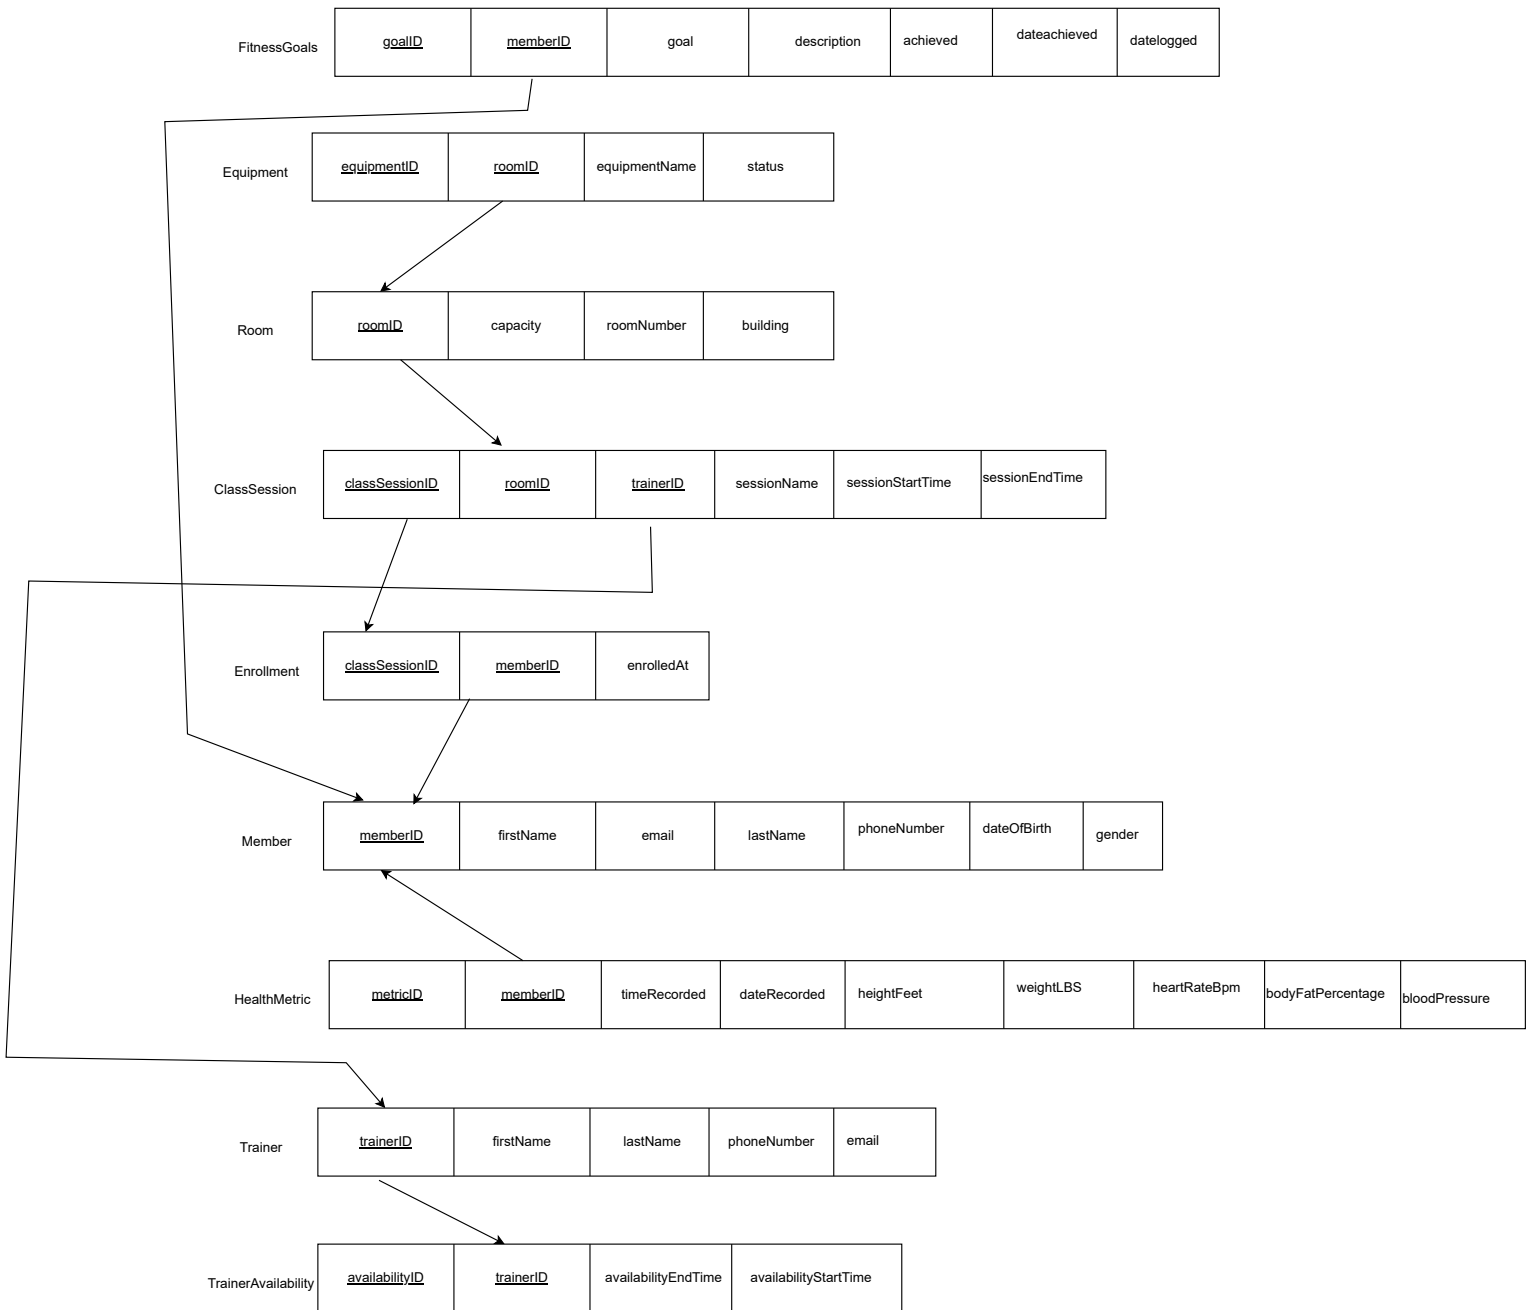 FitnessGoals goalID memberID goal description achieved dateachieved datelogged
Equipment equipmentID roomID equipmentName status
Room roomID capacity roomNumber building
ClassSession classSessionID roomID trainerID sessionName sessionStartTime sessionEndTime
Enrollment classSessionID memberID enrolledAt
Member memberID firstName email lastName phoneNumber dateOfBirth gender
HealthMetric metricID memberID timeRecorded dateRecorded heightFeet weightLBS heartRateBpm bodyFatPercentage bloodPressure
Trainer trainerID firstName lastName phoneNumber email
TrainerAvailability availabilityID trainerID availabilityEndTime availabilityStartTime